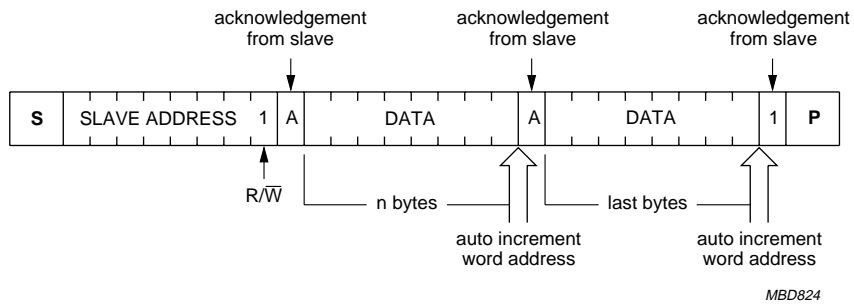 acknowledgement
from slave
acknowledgement
from slave
acknowledgement
from slave
S SLAVE ADDRESS 1 A DATA A DATA 1 P
R/W̅
n bytes
last bytes
auto increment
word address
auto increment
word address
MBD824